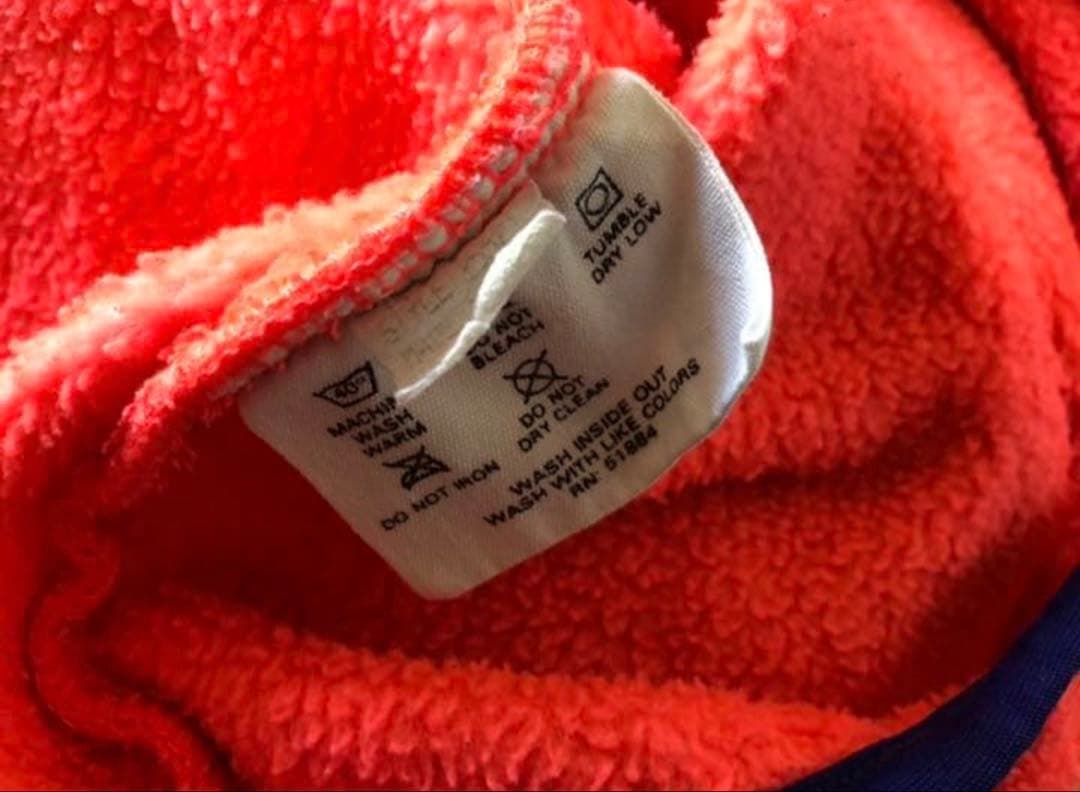 40°
MACHINE
WASH
WARM
DO NOT IRON
DO NOT
BLEACH
DO NOT
DRY CLEAN
TUMBLE
DRY LOW
WASH INSIDE OUT
WASH WITH LIKE COLORS
RN: 51884